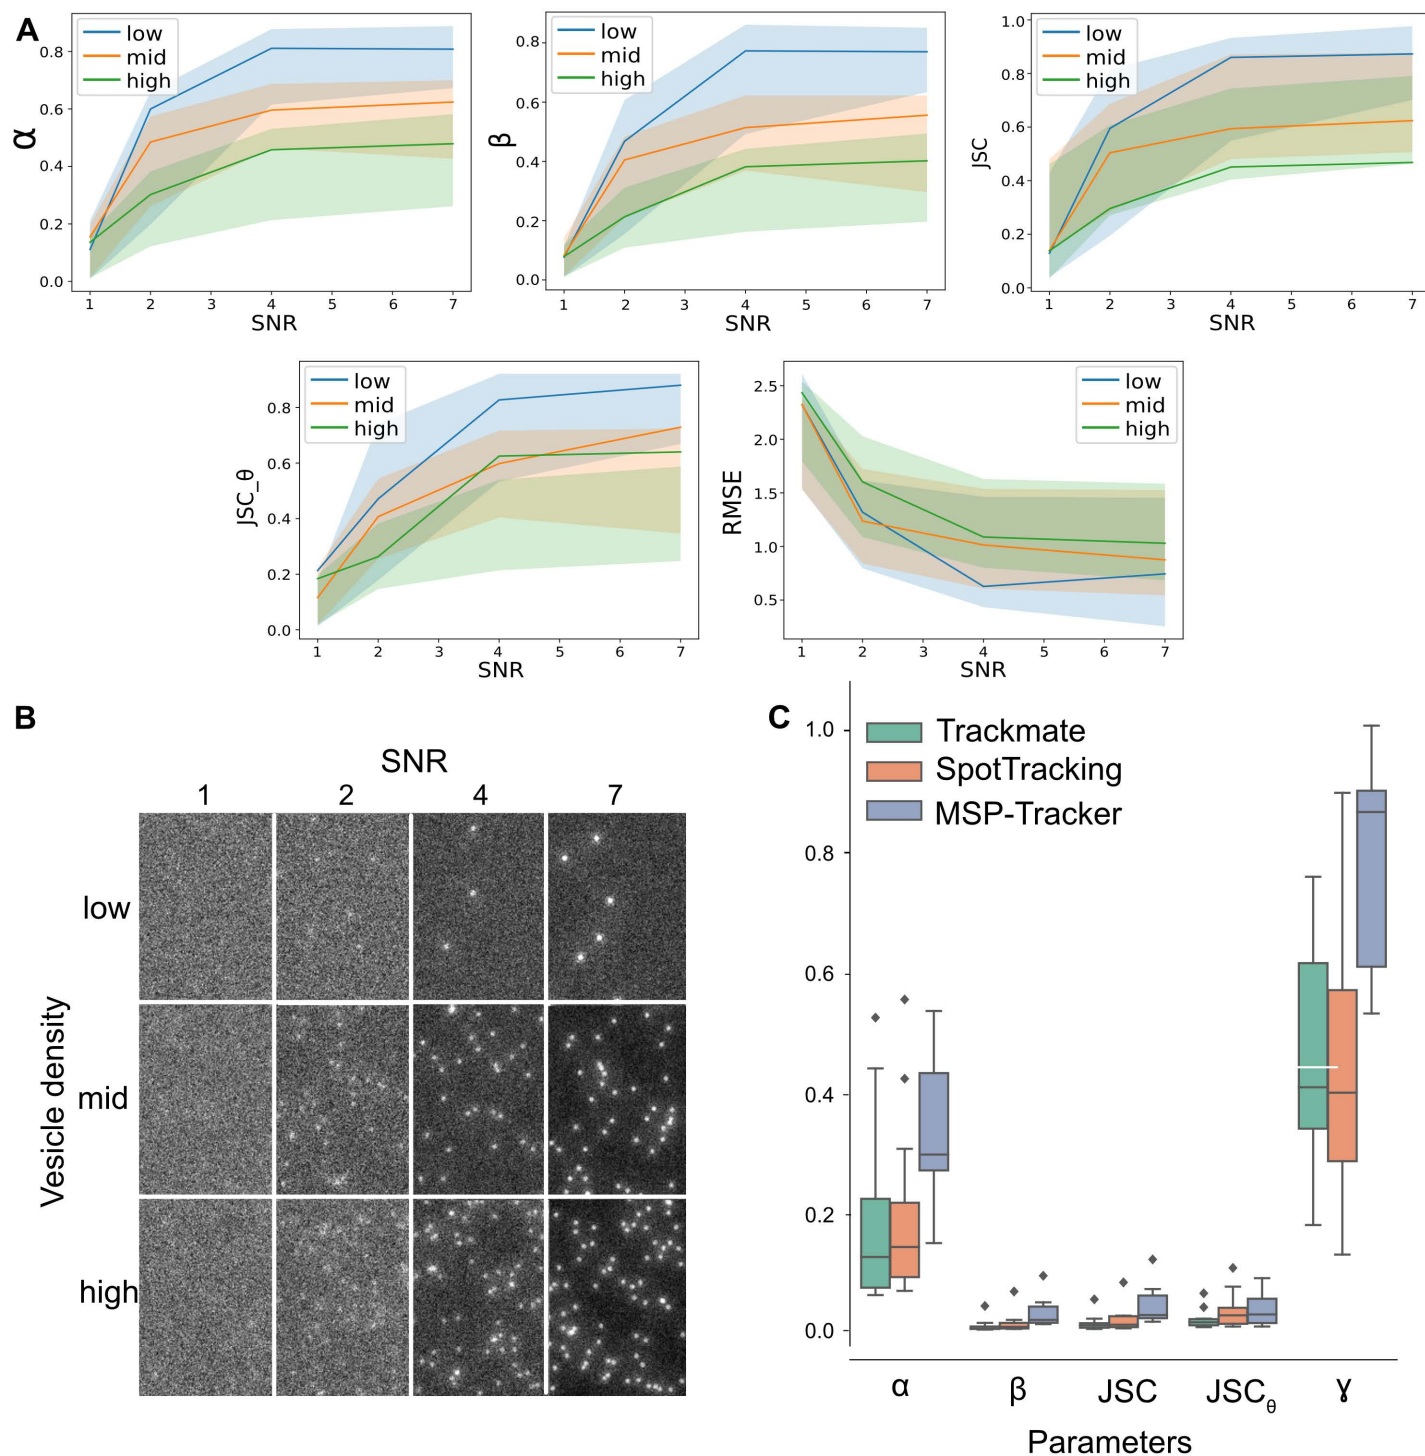 A
α
low
mid
high
0.8
0.6
0.4
0.2
0.0
1 2 3 4 5 6 7
SNR
β
low
mid
high
0.8
0.6
0.4
0.2
0.0
1 2 3 4 5 6 7
SNR
JSC
low
mid
high
1.0
0.8
0.6
0.4
0.2
0.0
1 2 3 4 5 6 7
SNR
JSC_θ
low
mid
high
0.8
0.6
0.4
0.2
0.0
1 2 3 4 5 6 7
SNR
RMSE
low
mid
high
2.5
2.0
1.5
1.0
0.5
1 2 3 4 5 6 7
SNR
B
SNR
1 2 4 7
Vesicle density
low
mid
high
C
Trackmate
SpotTracking
MSP-Tracker
1.0
0.8
0.6
0.4
0.2
0.0
α β JSC JSCθ ɣ
Parameters